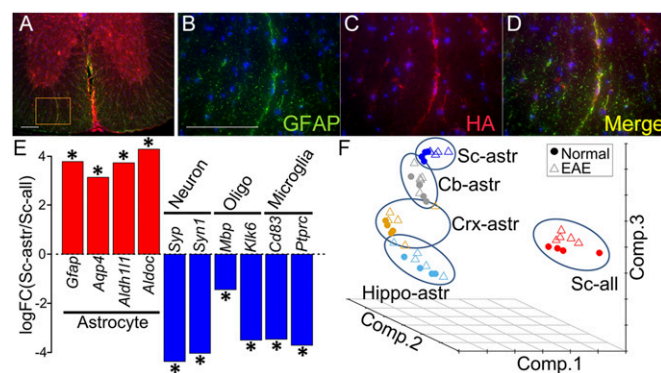 A
B
C
D
GFAP
HA
Merge
E
logFC(Sc-astr/Sc-all)
+4
+2
0
-2
-4
* * * *
Gfap
Aqp4
Aldh1l1
Aldoc
Astrocyte
Neuron
Oligo
Microglia
Syp
Syn1
Mbp
Klk6
Cd83
Ptprc
* * * * * *
F
Normal
EAE
Sc-astr
Cb-astr
Crx-astr
Hippo-astr
Sc-all
Comp.1
Comp.2
Comp.3